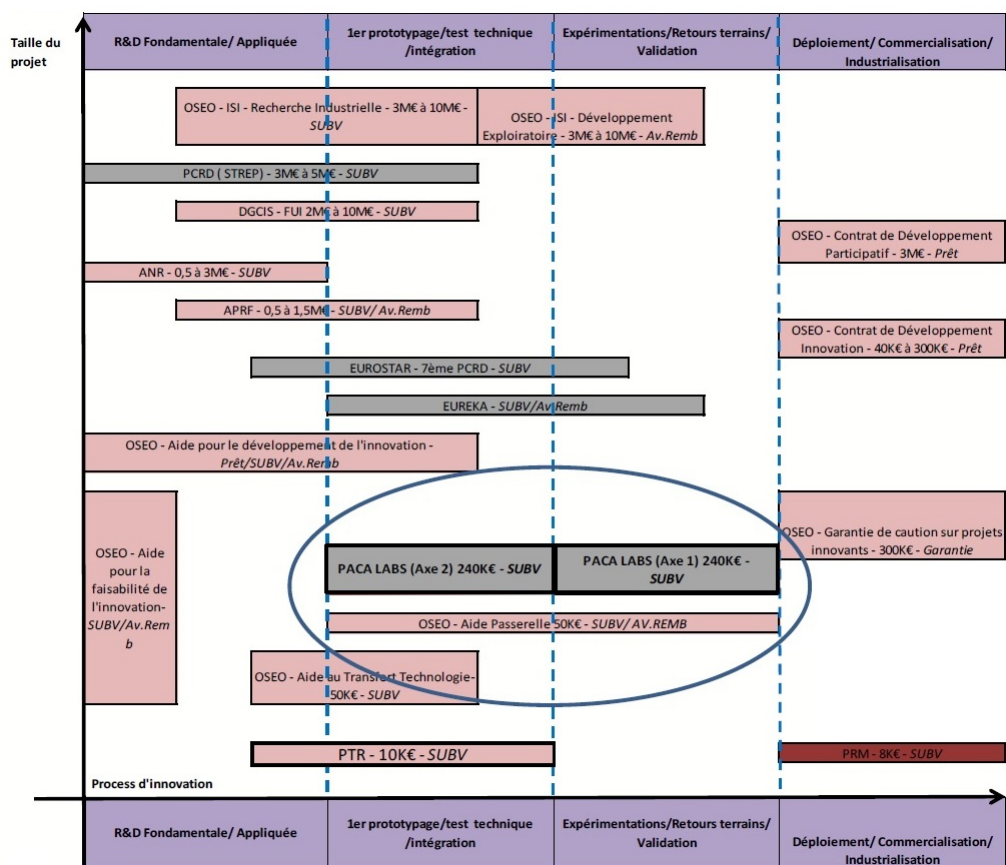 Taille du
projet
R&D Fondamentale/ Appliquée
1er prototypage/test technique
/intégration
Expérimentations/Retours terrains/
Validation
Déploiement/ Commercialisation/
Industrialisation
OSEO - ISI - Recherche Industrielle - 3M€ à 10M€ -
SUBV
OSEO - ISI - Développement
Exploiratoire - 3M€ à 10M€ - Av.Remb
PCRD ( STREP) - 3M€ à 5M€ - SUBV
DGCIS - FUI 2M€ à 10M€ - SUBV
OSEO - Contrat de Développement
Participatif - 3M€ - Prêt
ANR - 0,5 à 3M€ - SUBV
APRF - 0,5 à 1,5M€ - SUBV/ Av.Remb
OSEO - Contrat de Développement
Innovation - 40K€ à 300K€ - Prêt
EUROSTAR - 7ème PCRD - SUBV
EUREKA - SUBV/Av.Remb
OSEO - Aide pour le développement de l'innovation -
Prêt/SUBV/Av.Remb
OSEO - Aide
pour la
faisabilité de
l'innovation-
SUBV/Av.Rem
b
OSEO - Garantie de caution sur projets
innovants - 300K€ - Garantie
PACA LABS (Axe 2) 240K€ - SUBV
PACA LABS (Axe 1) 240K€ -
SUBV
OSEO - Aide Passerelle 50K€ - SUBV/ AV.REMB
OSEO - Aide au Transfort Technologie-
50K€ - SUBV
PTR - 10K€ - SUBV
PRM - 8K€ - SUBV
Process d'innovation
R&D Fondamentale/ Appliquée
1er prototypage/test technique
/intégration
Expérimentations/Retours terrains/
Validation
Déploiement/ Commercialisation/
Industrialisation